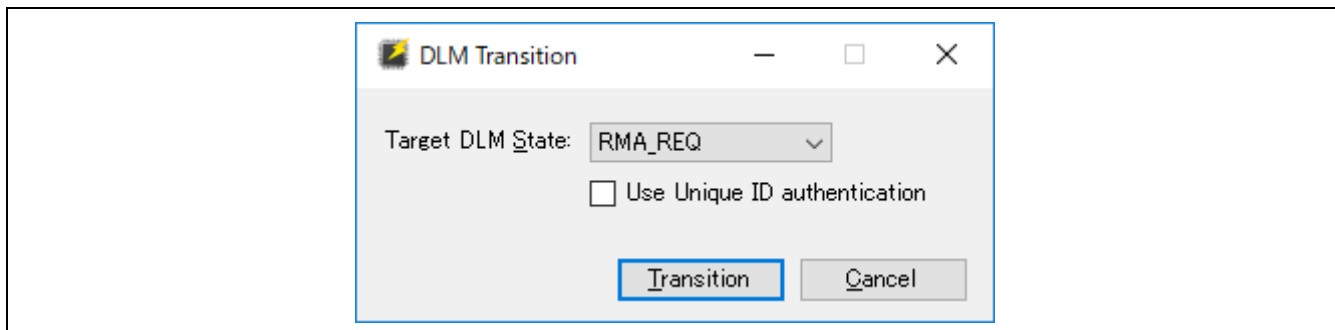 DLM Transition
Target DLM State: RMA_REQ
Use Unique ID authentication
Transition Cancel